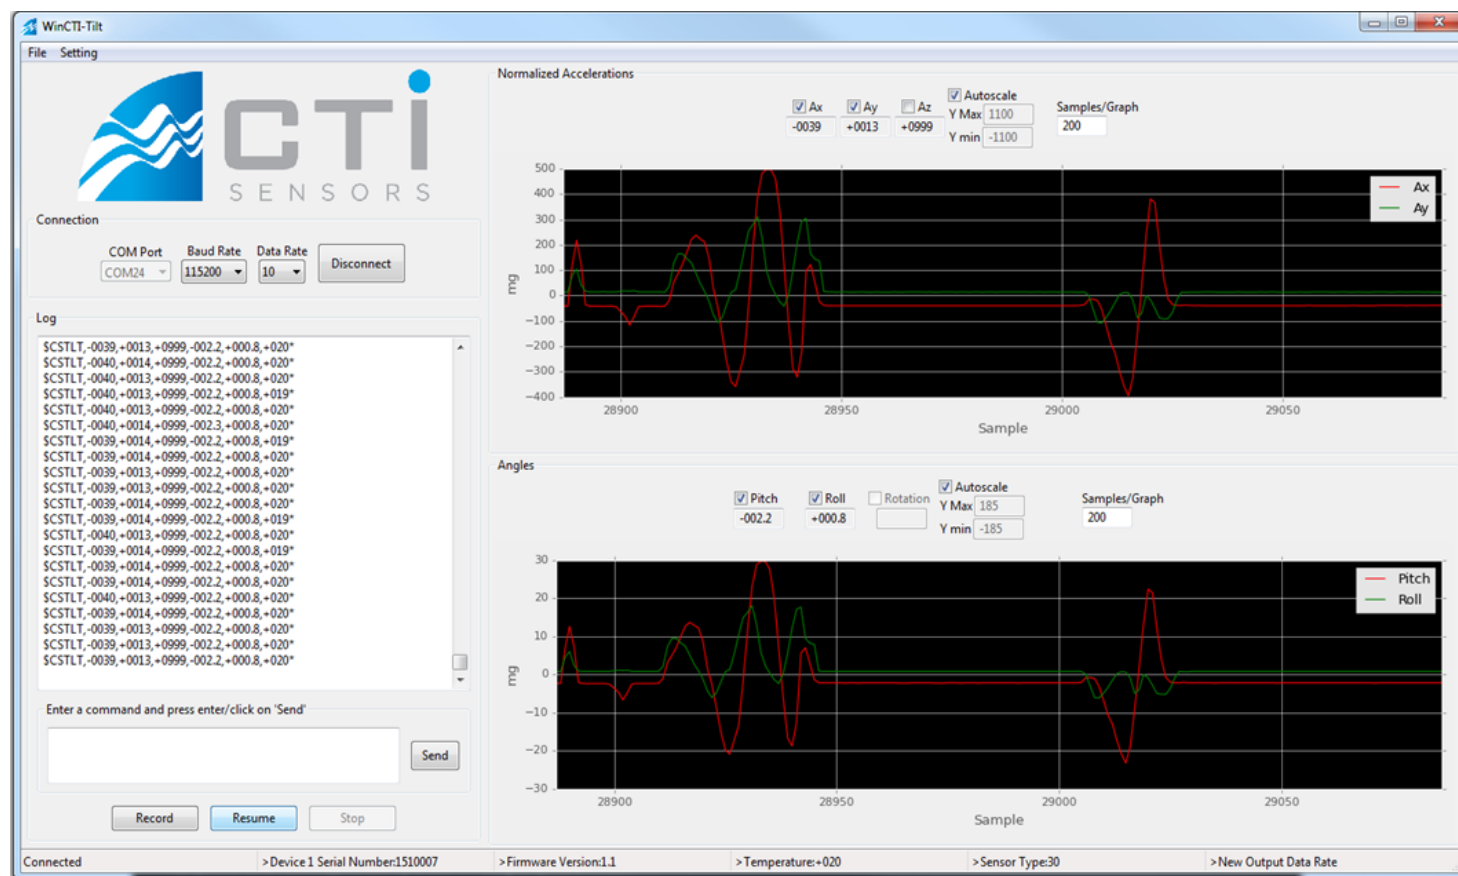 WinCTI-Tilt
File Setting
CTi
SENSORS
Connection
COM Port Baud Rate Data Rate
COM24 115200 10 Disconnect
Log
$CSTLT,-0039,+0013,+0999,-002.2,+000.8,+020*
$CSTLT,-0040,+0014,+0999,-002.2,+000.8,+020*
$CSTLT,-0040,+0013,+0999,-002.2,+000.8,+020*
$CSTLT,-0040,+0013,+0999,-002.2,+000.8,+019*
$CSTLT,-0040,+0013,+0999,-002.2,+000.8,+020*
$CSTLT,-0040,+0014,+0999,-002.3,+000.8,+020*
$CSTLT,-0039,+0014,+0999,-002.2,+000.8,+019*
$CSTLT,-0039,+0014,+0999,-002.2,+000.8,+020*
$CSTLT,-0039,+0013,+0999,-002.2,+000.8,+020*
$CSTLT,-0039,+0013,+0999,-002.2,+000.8,+020*
$CSTLT,-0039,+0014,+0999,-002.2,+000.8,+020*
$CSTLT,-0039,+0014,+0999,-002.2,+000.8,+019*
$CSTLT,-0040,+0013,+0999,-002.2,+000.8,+020*
$CSTLT,-0039,+0014,+0999,-002.2,+000.8,+019*
$CSTLT,-0039,+0014,+0999,-002.2,+000.8,+020*
$CSTLT,-0039,+0014,+0999,-002.2,+000.8,+020*
$CSTLT,-0040,+0013,+0999,-002.2,+000.8,+020*
$CSTLT,-0039,+0014,+0999,-002.2,+000.8,+020*
$CSTLT,-0039,+0013,+0999,-002.2,+000.8,+020*
$CSTLT,-0039,+0013,+0999,-002.2,+000.8,+020*
$CSTLT,-0039,+0013,+0999,-002.2,+000.8,+020*
Enter a command and press enter/click on 'Send'
Send
Record Resume Stop
Normalized Accelerations
Ax Ay Az Autoscale Samples/Graph
-0039 +0013 +0999 Y Max 1100 200
Y min -1100
500
400
300
200
100
0
−100
−200
−300
−400
mg
28900 28950 29000 29050
Sample
Ax
Ay
Angles
Pitch Roll Rotation Autoscale Samples/Graph
-002.2 +000.8 Y Max 185 200
Y min -185
30
20
10
0
−10
−20
−30
mg
28900 28950 29000 29050
Sample
Pitch
Roll
Connected >Device 1 Serial Number:1510007 >Firmware Version:1.1 >Temperature:+020 >Sensor Type:30 >New Output Data Rate